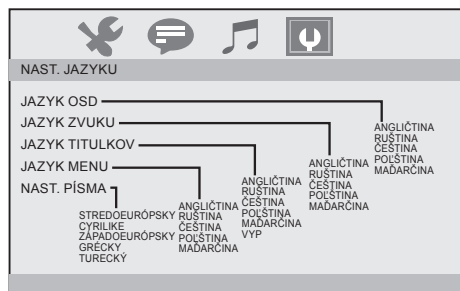 NAST. JAZYKU
JAZYK OSD
JAZYK ZVUKU
JAZYK TITULKOV
JAZYK MENU
NAST. PÍSMA
ANGLIČTINA
RUŠTINA
ČEŠTINA
POĽŠTINA
MAĎARČINA
ANGLIČTINA
RUŠTINA
ČEŠTINA
POĽŠTINA
MAĎARČINA
ANGLIČTINA
RUŠTINA
ČEŠTINA
POĽŠTINA
MAĎARČINA
VYP
ANGLIČTINA
RUŠTINA
ČEŠTINA
POĽŠTINA
MAĎARČINA
STREDOEURÓPSKY
CYRILIKE
ZÁPADOEURÓPSKY
GRÉCKY
TURECKÝ